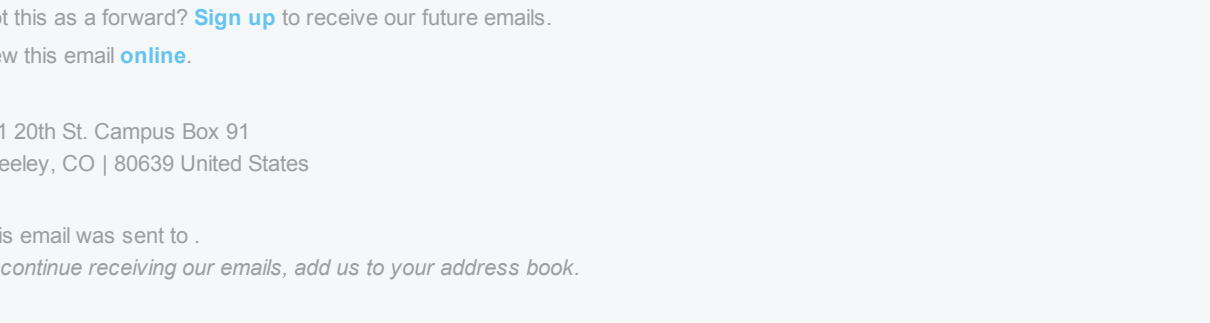 t this as a forward? Sign up to receive our future emails.
ew this email online.
1 20th St. Campus Box 91
eeley, CO | 80639 United States
is email was sent to .
continue receiving our emails, add us to your address book.